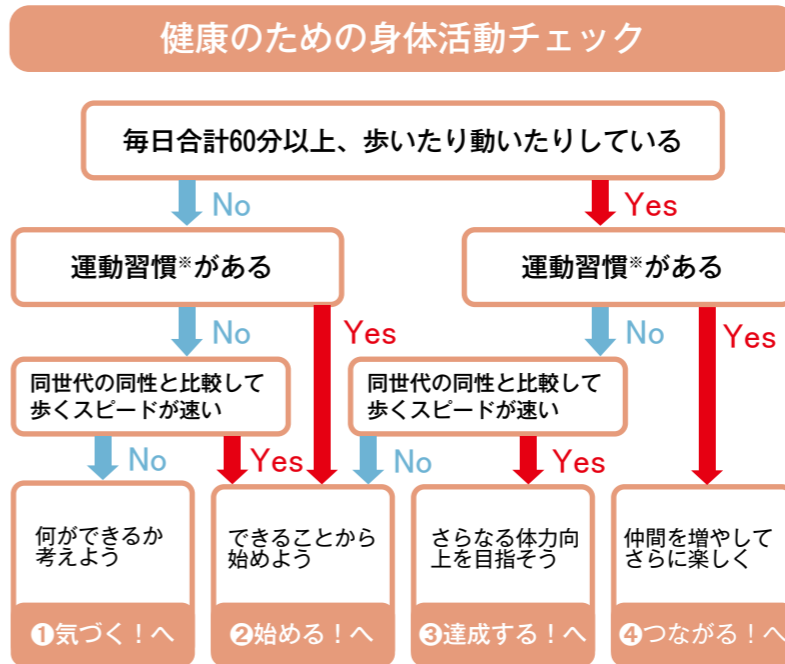 健康のための身体活動チェック
毎日合計60分以上、歩いたり動いたりしている
No
Yes
運動習慣※がある
運動習慣※がある
No
Yes
No
Yes
同世代の同性と比較して
歩くスピードが速い
同世代の同性と比較して
歩くスピードが速い
No
Yes
No
Yes
何ができるか
考えよう
できることから
始めよう
さらなる体力向
上を目指そう
仲間を増やして
さらに楽しく
❶気づく！へ
❷始める！へ
❸達成する！へ
❹つながる！へ